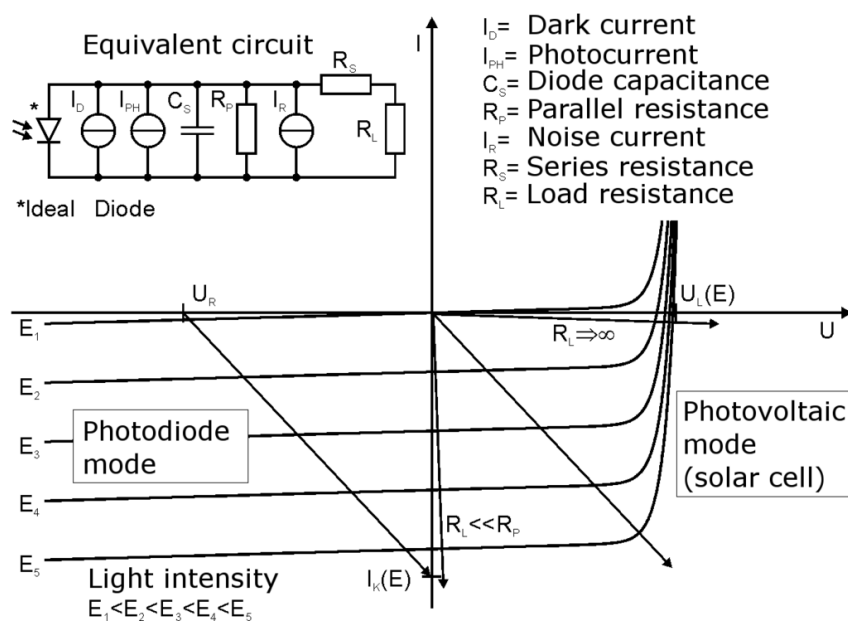 Equivalent circuit
* I_D I_PH C_S R_P I_R R_S R_L
*Ideal Diode
I
I_D= Dark current
I_PH= Photocurrent
C_S= Diode capacitance
R_P= Parallel resistance
I_R= Noise current
R_S= Series resistance
R_L= Load resistance
U_R
U_L(E)
U
R_L⇒∞
E_1
E_2
E_3
E_4
E_5
Photodiode
mode
Photovoltaic
mode
(solar cell)
R_L<<R_P
I_K(E)
Light intensity
E_1<E_2<E_3<E_4<E_5